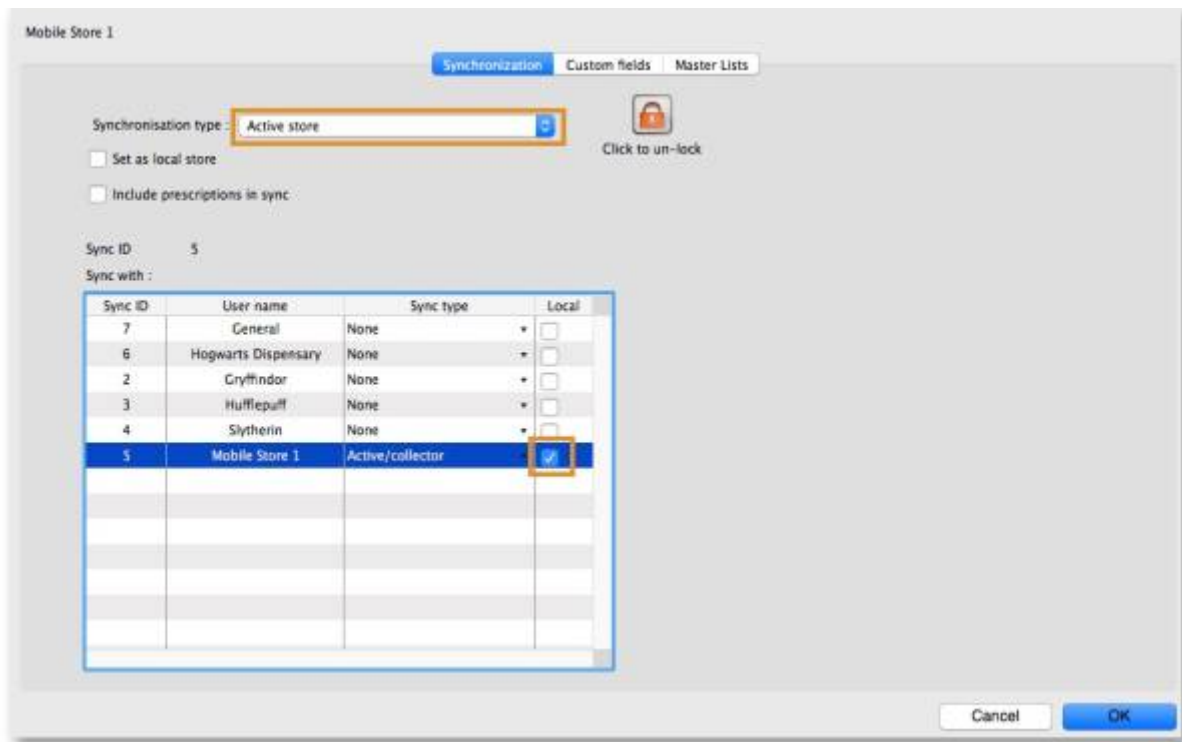 Mobile Store 1
Synchronization Custom fields Master Lists
Synchronisation type : Active store
Click to un-lock
Set as local store
Include prescriptions in sync
Sync ID 5
Sync with :
Sync ID User name Sync type Local
7 General None
6 Hogwarts Dispensary None
2 Gryffindor None
3 Hufflepuff None
4 Slytherin None
5 Mobile Store 1 Active/collector
Cancel OK